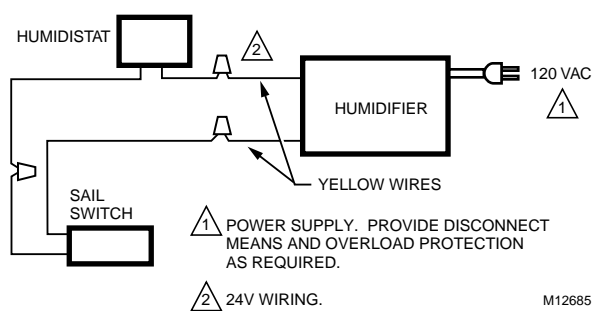 HUMIDISTAT
2
120 VAC
1
HUMIDIFIER
YELLOW WIRES
SAIL
SWITCH
1 POWER SUPPLY. PROVIDE DISCONNECT
MEANS AND OVERLOAD PROTECTION
AS REQUIRED.
2 24V WIRING.
M12685